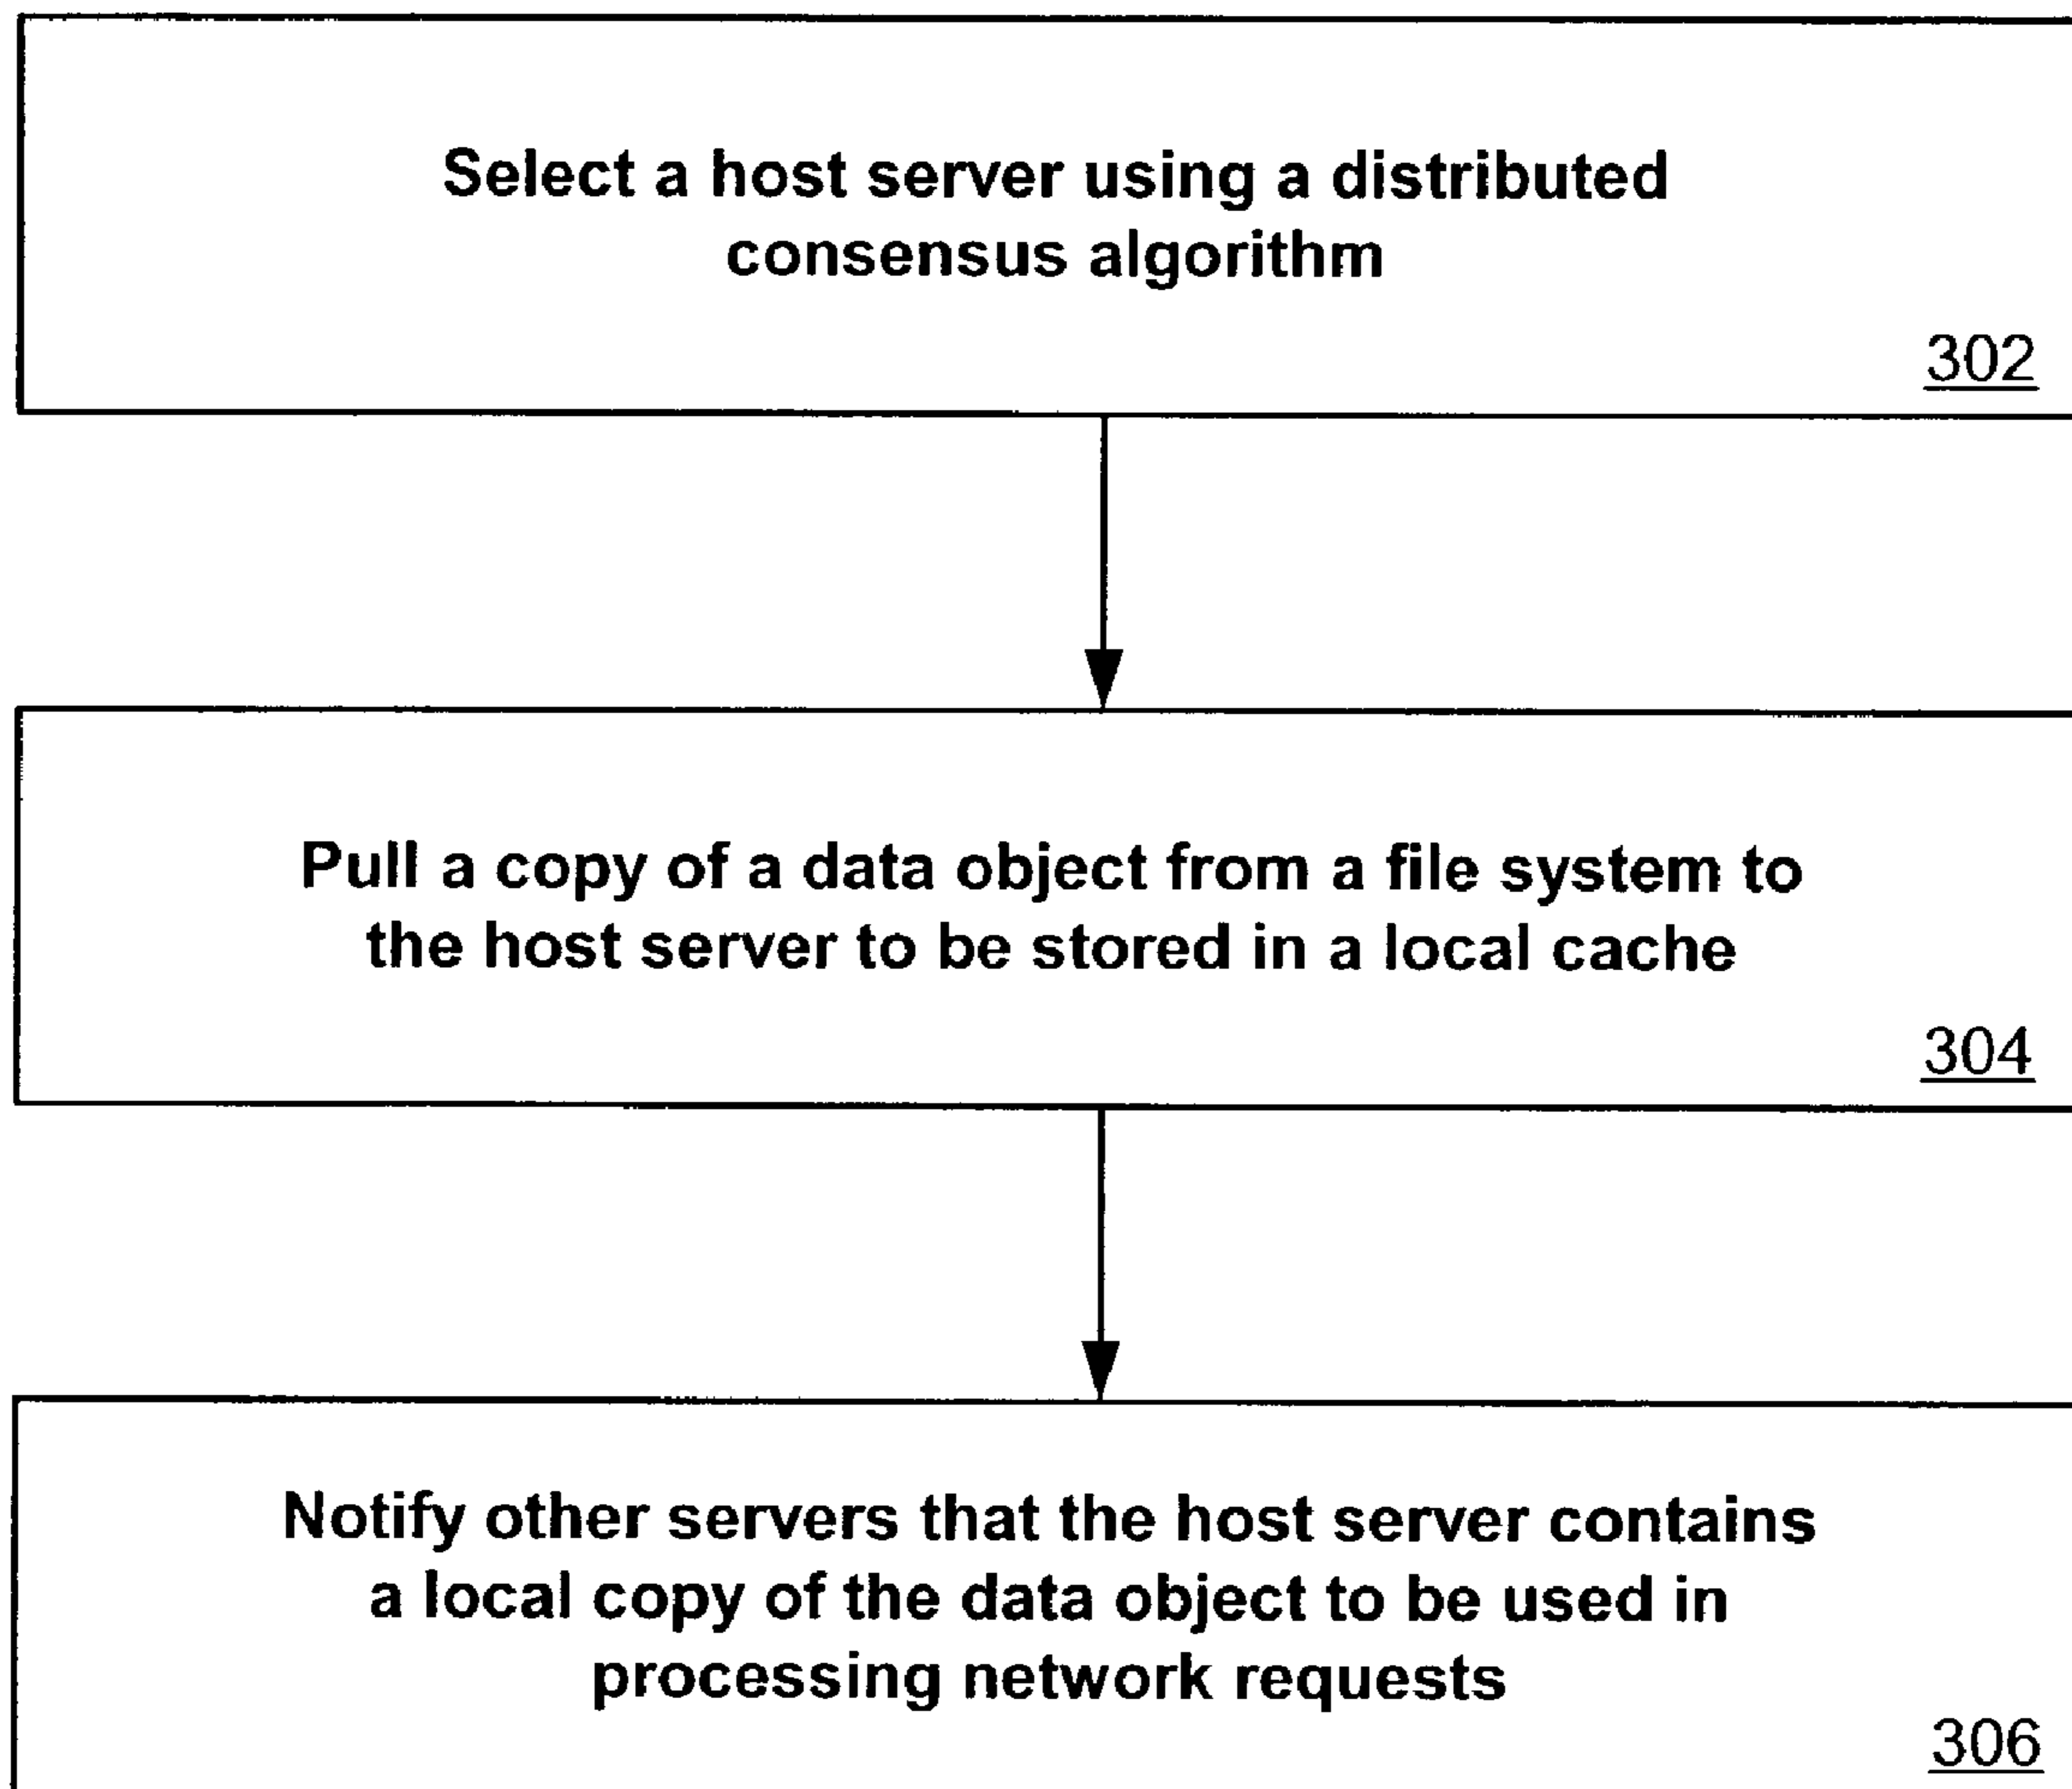 Select a host server using a distributed
consensus algorithm
302
Pull a copy of a data object from a file system to
the host server to be stored in a local cache
304
Notify other servers that the host server contains
a local copy of the data object to be used in
processing network requests
306